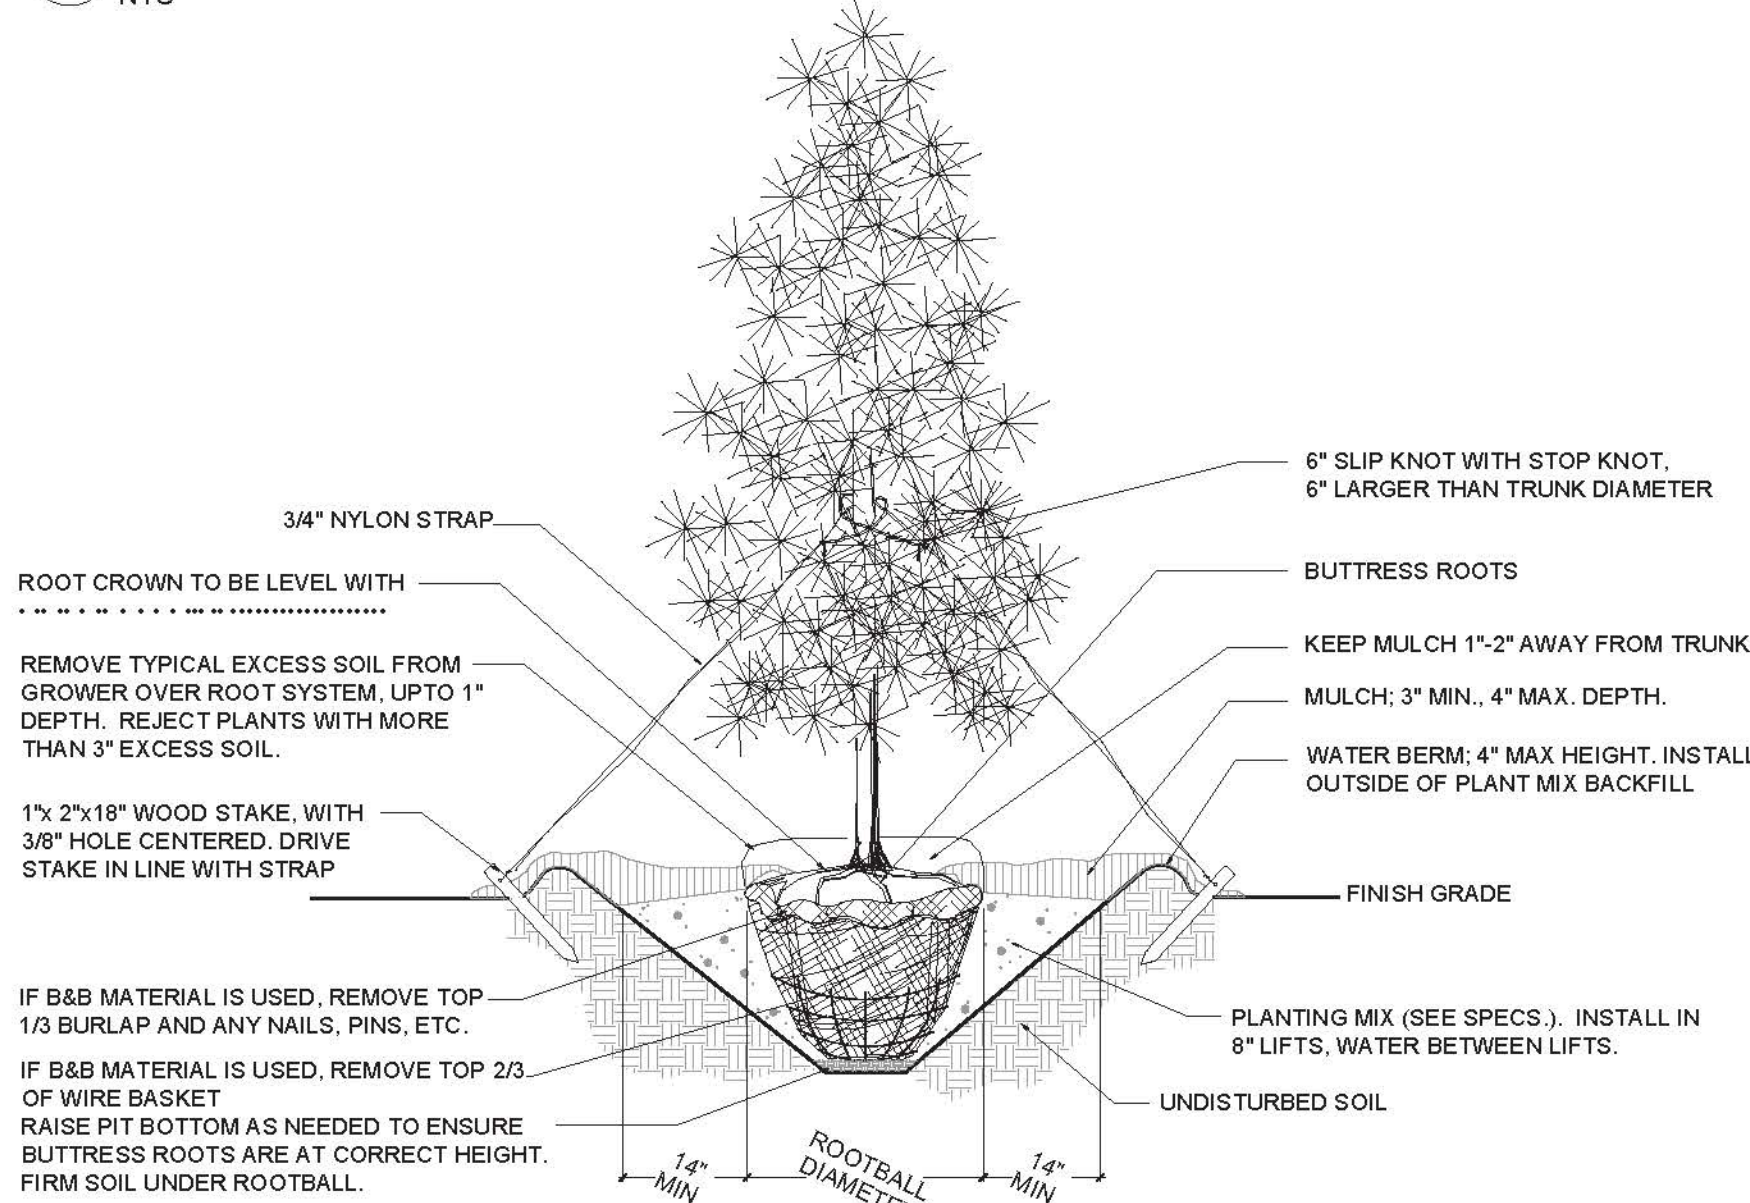 NTS
3/4" NYLON STRAP
ROOT CROWN TO BE LEVEL WITH
REMOVE TYPICAL EXCESS SOIL FROM
GROWER OVER ROOT SYSTEM, UPTO 1"
DEPTH. REJECT PLANTS WITH MORE
THAN 3" EXCESS SOIL.
1"x 2"x18" WOOD STAKE, WITH
3/8" HOLE CENTERED. DRIVE
STAKE IN LINE WITH STRAP
IF B&B MATERIAL IS USED, REMOVE TOP
1/3 BURLAP AND ANY NAILS, PINS, ETC.
IF B&B MATERIAL IS USED, REMOVE TOP 2/3
OF WIRE BASKET
RAISE PIT BOTTOM AS NEEDED TO ENSURE
BUTTRESS ROOTS ARE AT CORRECT HEIGHT.
FIRM SOIL UNDER ROOTBALL.
6" SLIP KNOT WITH STOP KNOT,
6" LARGER THAN TRUNK DIAMETER
BUTTRESS ROOTS
KEEP MULCH 1"-2" AWAY FROM TRUNK
MULCH; 3" MIN., 4" MAX. DEPTH.
WATER BERM; 4" MAX HEIGHT. INSTALL
OUTSIDE OF PLANT MIX BACKFILL
FINISH GRADE
PLANTING MIX (SEE SPECS.). INSTALL IN
8" LIFTS, WATER BETWEEN LIFTS.
UNDISTURBED SOIL
14"
MIN
ROOTBALL
DIAMETER
14"
MIN